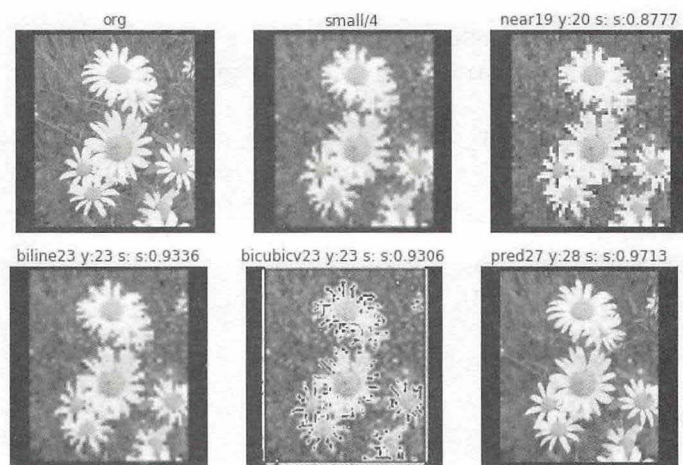 org
small/4
near19 y:20 s: s:0.8777
biline23 y:23 s: s:0.9336
bicubicv23 y:23 s: s:0.9306
pred27 y:28 s: s:0.9713